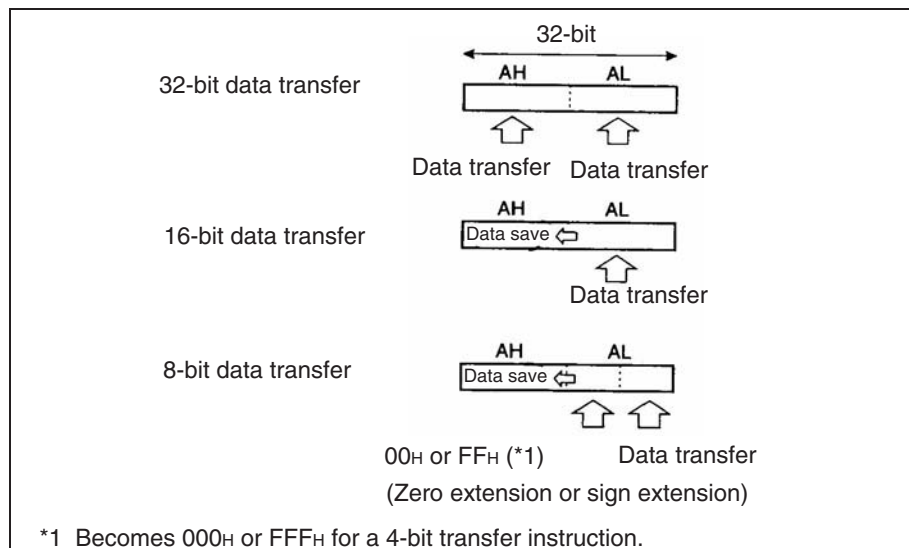 32-bit
AH AL
32-bit data transfer
Data transfer Data transfer
AH AL
16-bit data transfer
Data save
Data transfer
AH AL
8-bit data transfer
Data save
00H or FFH (*1) Data transfer
(Zero extension or sign extension)
*1 Becomes 000H or FFFH for a 4-bit transfer instruction.